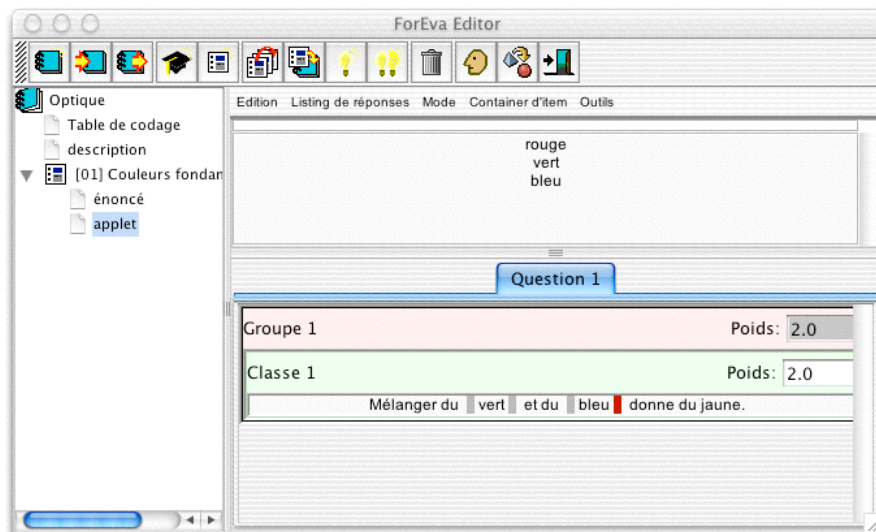 ForEva Editor
Optique
Table de codage
description
[01] Couleurs fondan
énoncé
applet
Edition Listing de réponses Mode Container d'item Outils
rouge
vert
bleu
Question 1
Groupe 1 Poids: 2.0
Classe 1 Poids: 2.0
Mélanger du vert et du bleu donne du jaune.